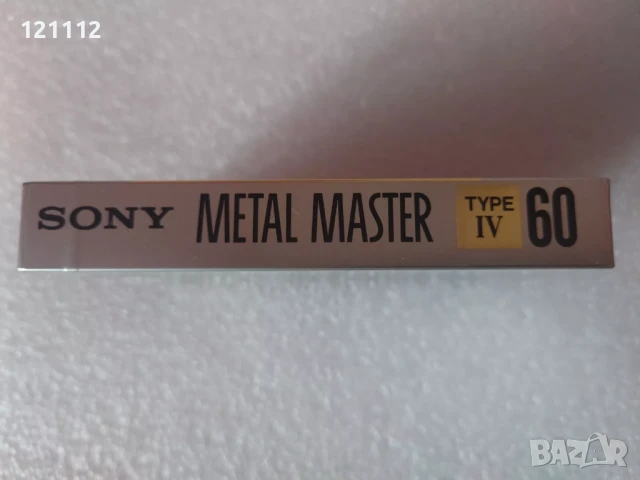 121112
SONY METAL MASTER TYPE IV 60
BAZAR